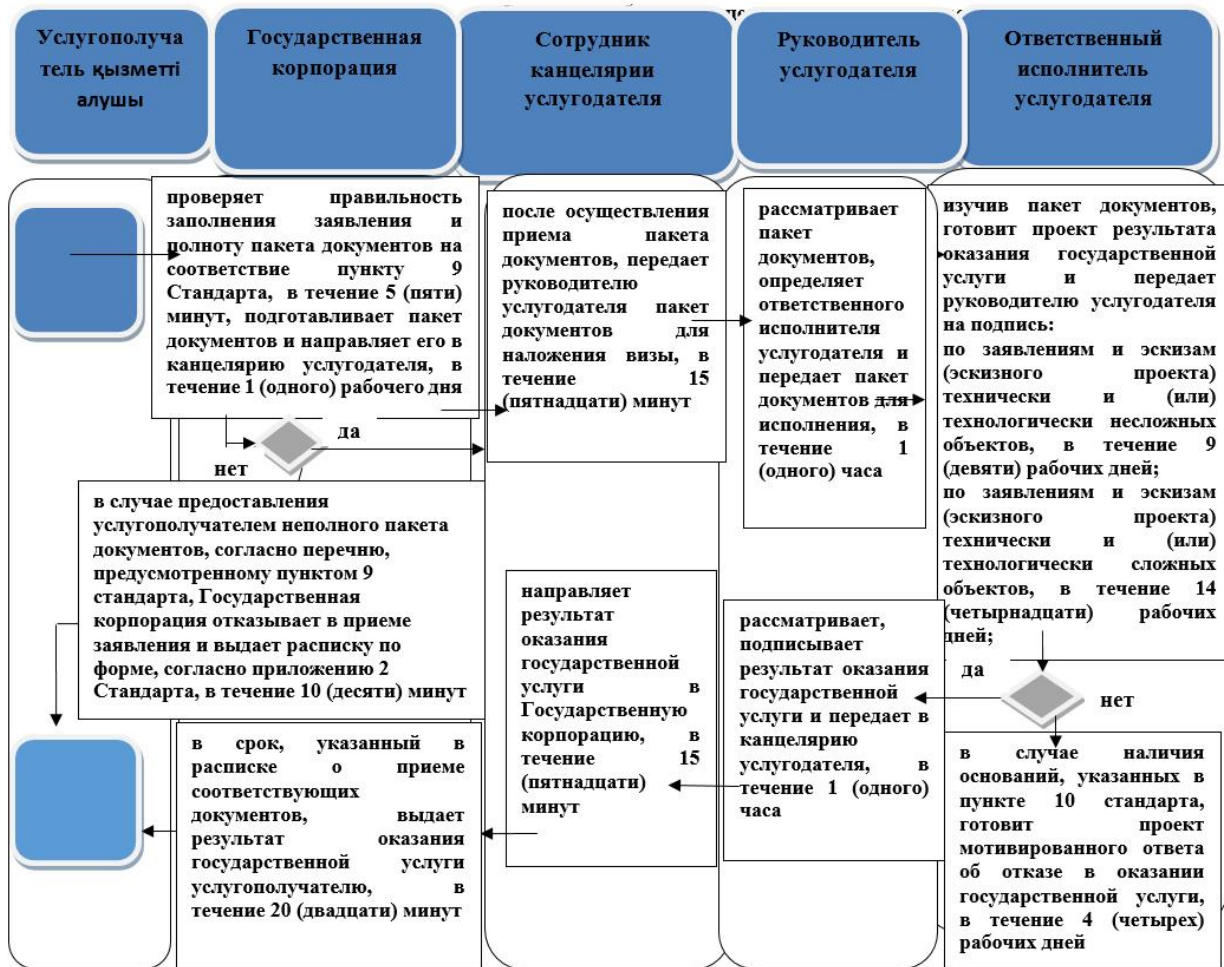 Услугополуча
тель қызметті
алушы
Государственная
корпорация
Сотрудник
канцелярии
услугодателя
Руководитель
услугодателя
Ответственный
исполнитель
услугодателя
проверяет правильность
заполнения заявления и
полноту пакета документов на
соответствие пункту 9
Стандарта, в течение 5 (пяти)
минут, подготавливает пакет
документов и направляет его в
канцелярию услугодателя, в
течение 1 (одного) рабочего дня
да
нет
в случае предоставления
услугополучателем неполного пакета
документов, согласно перечню,
предусмотренному пунктом 9
стандарта, Государственная
корпорация отказывает в приеме
заявления и выдает расписку по
форме, согласно приложению 2
Стандарта, в течение 10 (десяти) минут
в срок, указанный в
расписке о приеме
соответствующих
документов, выдает
результат оказания
государственной услуги
услугополучателю, в
течение 20 (двадцати) минут
после осуществления
приема пакета
документов, передает
руководителю
услугодателя пакет
документов для
наложения визы, в
течение 15
(пятнадцати) минут
направляет
результат
оказания
государственной
услуги в
Государственную
корпорацию, в
течение 15
(пятнадцати)
минут
рассматривает
пакет
документов,
определяет
ответственного
исполнителя
услугодателя и
передает пакет
документов для
исполнения, в
течение 1
(одного) часа
рассматривает,
подписывает
результат оказания
государственной
услуги и передает в
канцелярию
услугодателя, в
течение 1 (одного)
часа
изучив пакет документов,
готовит проект результата
оказания государственной
услуги и передает
руководителю услугодателя
на подпись:
по заявлениям и эскизам
(эскизного проекта)
технически и (или)
технологически несложных
объектов, в течение 9
(девяти) рабочих дней;
по заявлениям и эскизам
(эскизного проекта)
технически и (или)
технологически сложных
объектов, в течение 14
(четырнадцати) рабочих
дней;
да
нет
в случае наличия
оснований, указанных в
пункте 10 стандарта,
готовит проект
мотивированного ответа
об отказе в оказании
государственной услуги,
в течение 4 (четырех)
рабочих дней